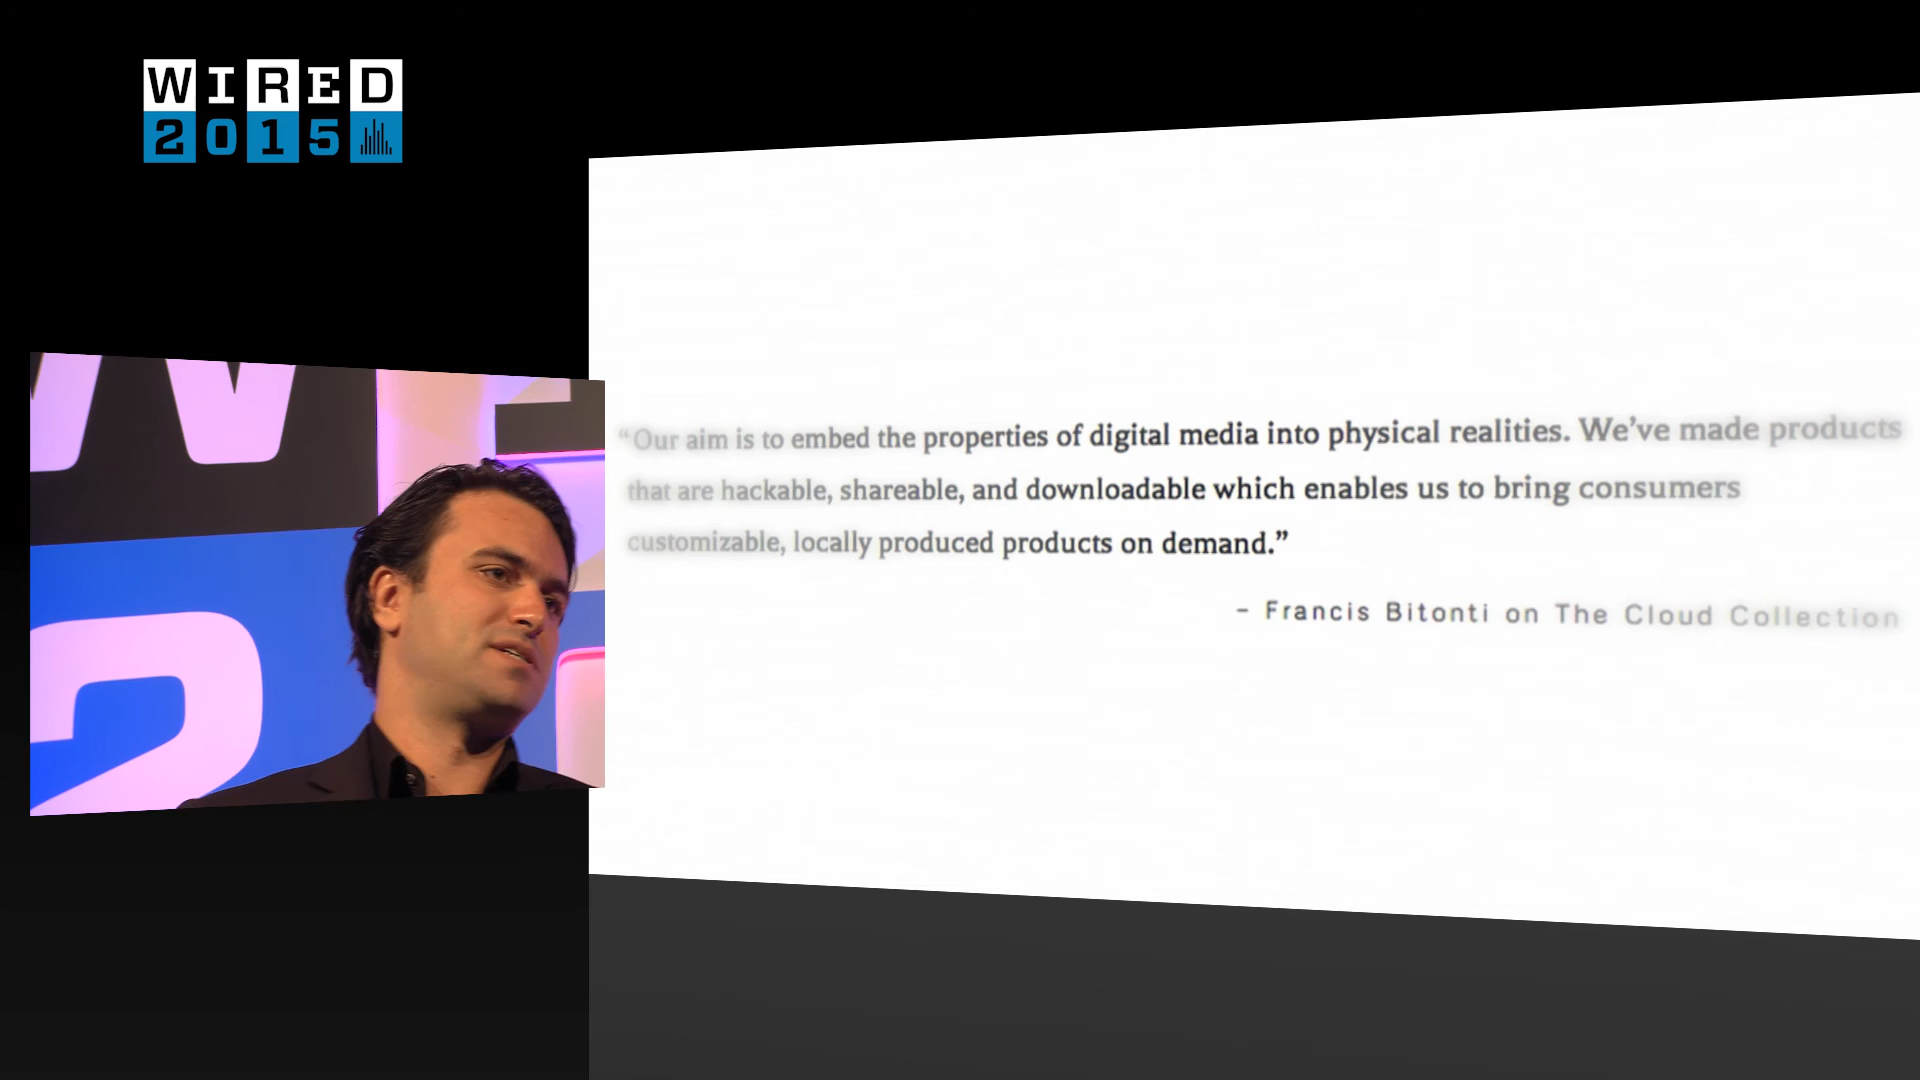 WIRED
2015
“Our aim is to embed the properties of digital media into physical realities. We’ve made products
that are hackable, shareable, and downloadable which enables us to bring consumers
customizable, locally produced products on demand.”
– Francis Bitonti on The Cloud Collection
W
2